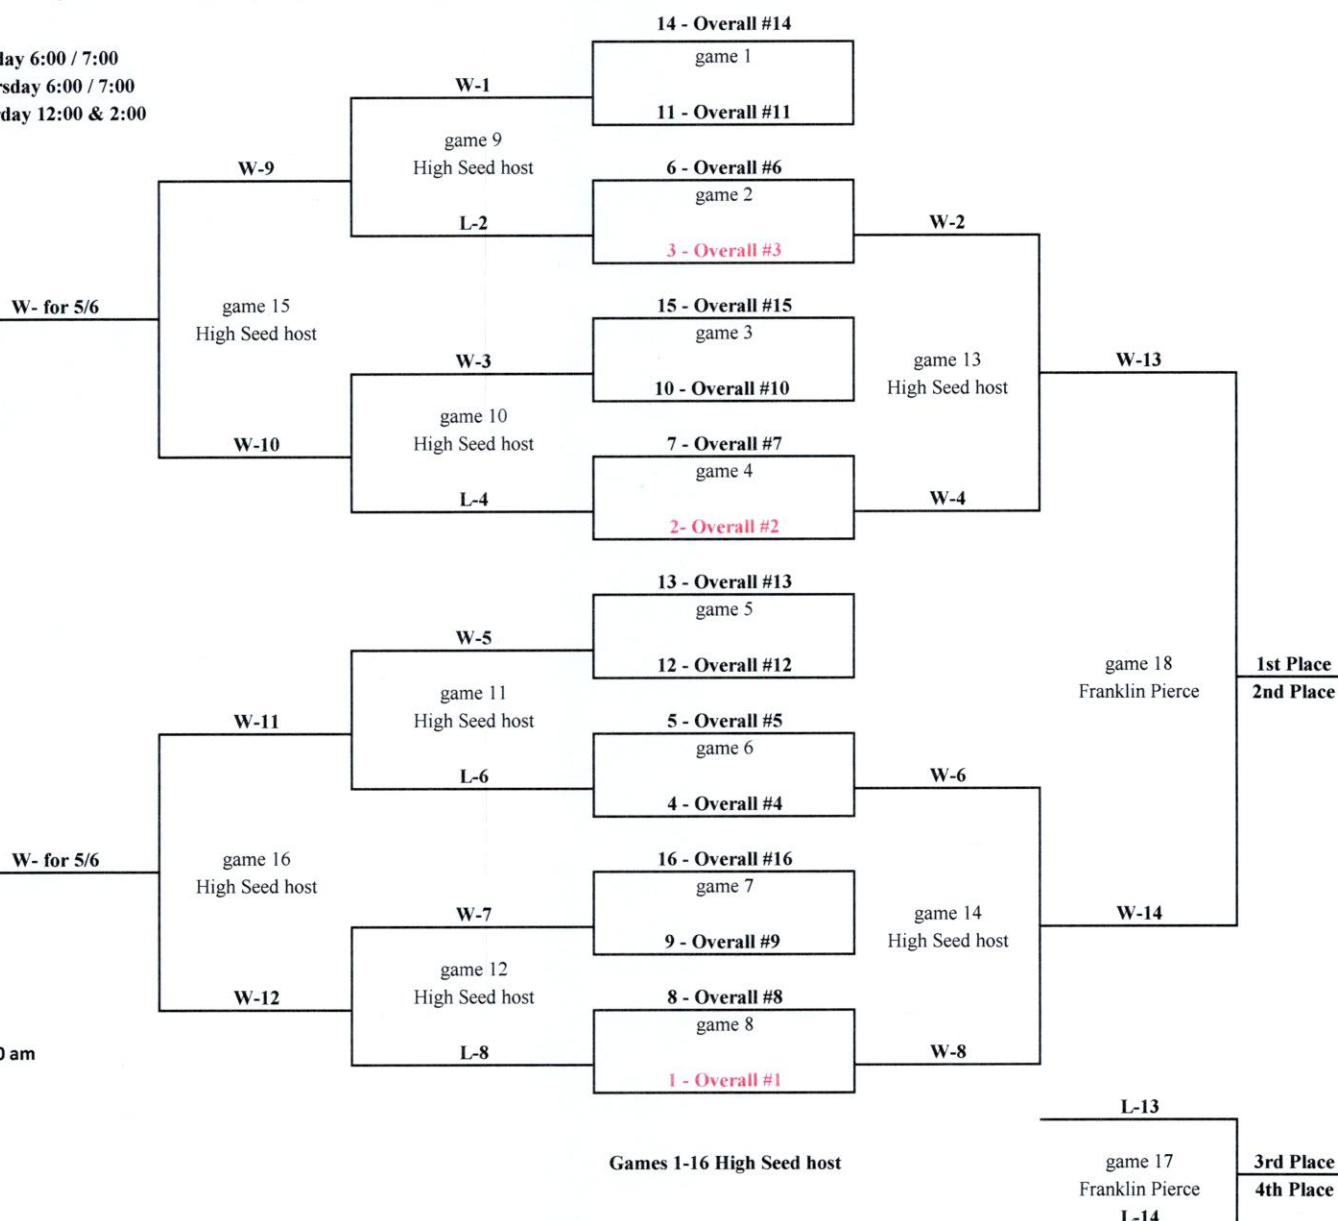 14 - Overall #14
6:00 / 7:00
game 1
W-1
6:00 / 7:00
11 - Overall #11
12:00 & 2:00
game 9
W-9
High Seed host
6 - Overall #6
game 2
L-2
W-2
3 - Overall #3
W- for 5/6
game 15
15 - Overall #15
High Seed host
game 3
W-3
game 13
W-13
10 - Overall #10
High Seed host
game 10
W-10
High Seed host
7 - Overall #7
game 4
L-4
W-4
2- Overall #2
13 - Overall #13
game 5
W-5
12 - Overall #12
game 18
1st Place
Franklin Pierce
2nd Place
game 11
W-11
High Seed host
5 - Overall #5
game 6
L-6
W-6
4 - Overall #4
W- for 5/6
game 16
16 - Overall #16
High Seed host
game 7
W-7
game 14
W-14
9 - Overall #9
High Seed host
game 12
W-12
High Seed host
8 - Overall #8
game 8
am
L-8
W-8
1 - Overall #1
L-13
Games 1-16 High Seed host
game 17
3rd Place
Franklin Pierce
4th Place
L-14